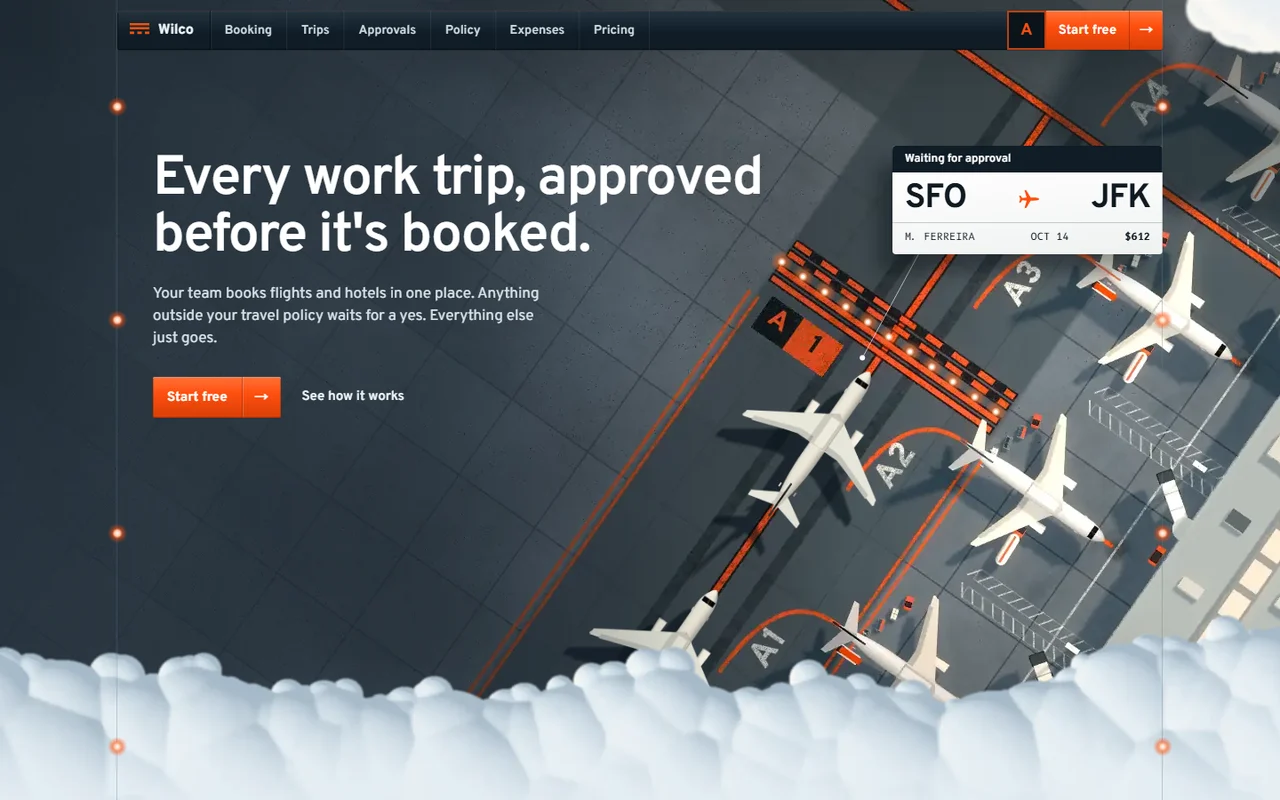 Wilco
Booking
Trips
Approvals
Policy
Expenses
Pricing
A
Start free →
A4
Every work trip, approved
before it's booked.
Waiting for approval
SFO JFK
M. FERREIRA OCT 14 $612
Your team books flights and hotels in one place. Anything
outside your travel policy waits for a yes. Everything else
just goes.
Start free →
See how it works
A3
A 1
A2
A1